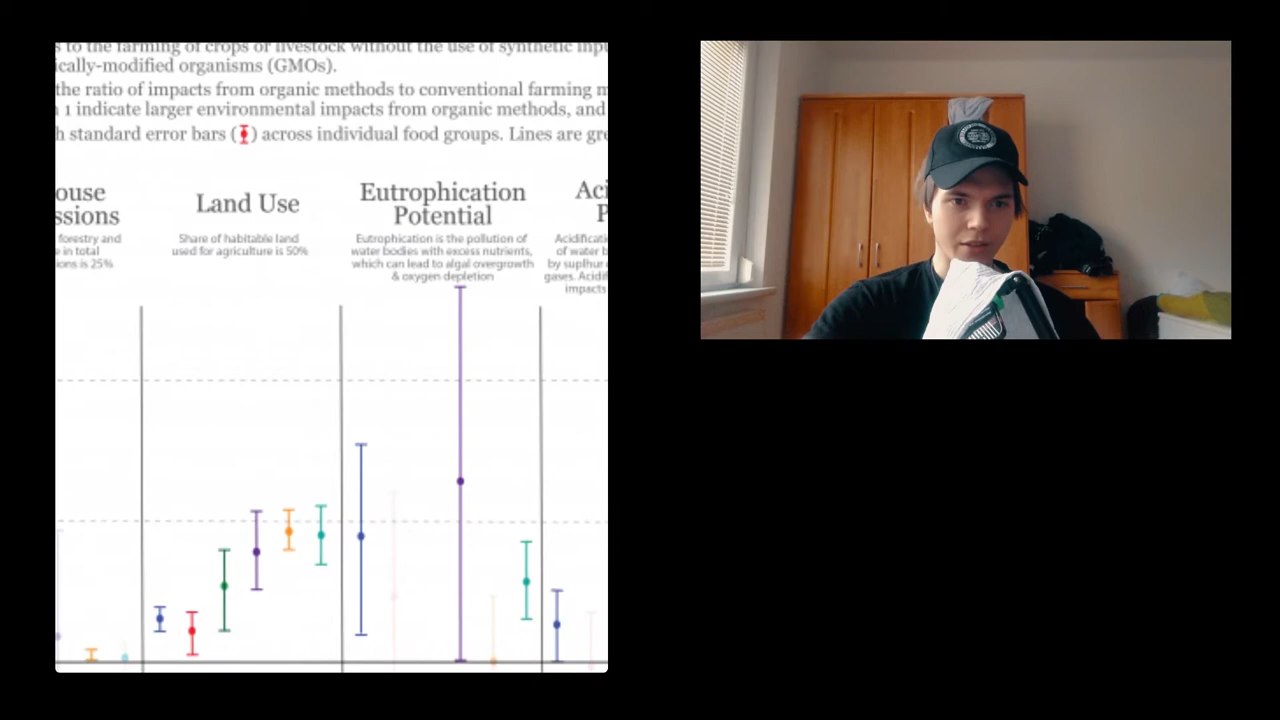 s to the farming of crops or livestock without the use of synthetic inpu
ically-modified organisms (GMOs).
the ratio of impacts from organic methods to conventional farming m
1 indicate larger environmental impacts from organic methods, and
h standard error bars ( ) across individual food groups. Lines are gre
ouse
ssions
forestry and
e in total
ions is 25%
Land Use
Share of habitable land
used for agriculture is 50%
Eutrophication
Potential
Eutrophication is the pollution of
water bodies with excess nutrients,
which can lead to algal overgrowth
& oxygen depletion
Aci
P
Acidificati
of water b
by suplhur
gases. Acidif
impacts